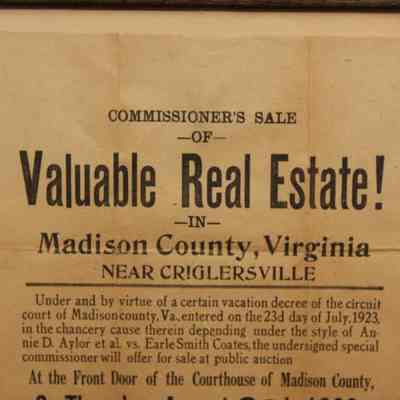 COMMISSIONER'S SALE
—OF—
Valuable Real Estate!
—IN—
Madison County, Virginia
NEAR CRIGLERSVILLE
Under and by virtue of a certain vacation decree of the circuit
court of Madisoncounty, Va., entered on the 23d day of July, 1923,
in the chancery cause therein depending under the style of An-
nie D. Aylor et al. vs. Earle Smith Coates, the undersigned special
commissioner will offer for sale at public auction
At the Front Door of the Courthouse of Madison County,